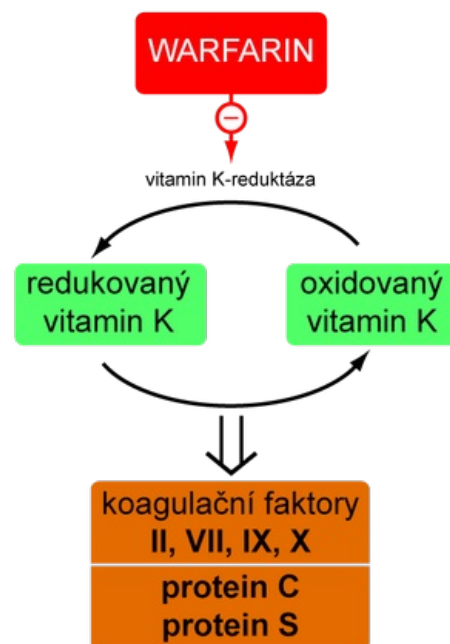 WARFARIN
vitamin K-reduktáza
redukovaný
vitamin K
oxidovaný
vitamin K
koagulační faktory
II, VII, IX, X
protein C
protein S